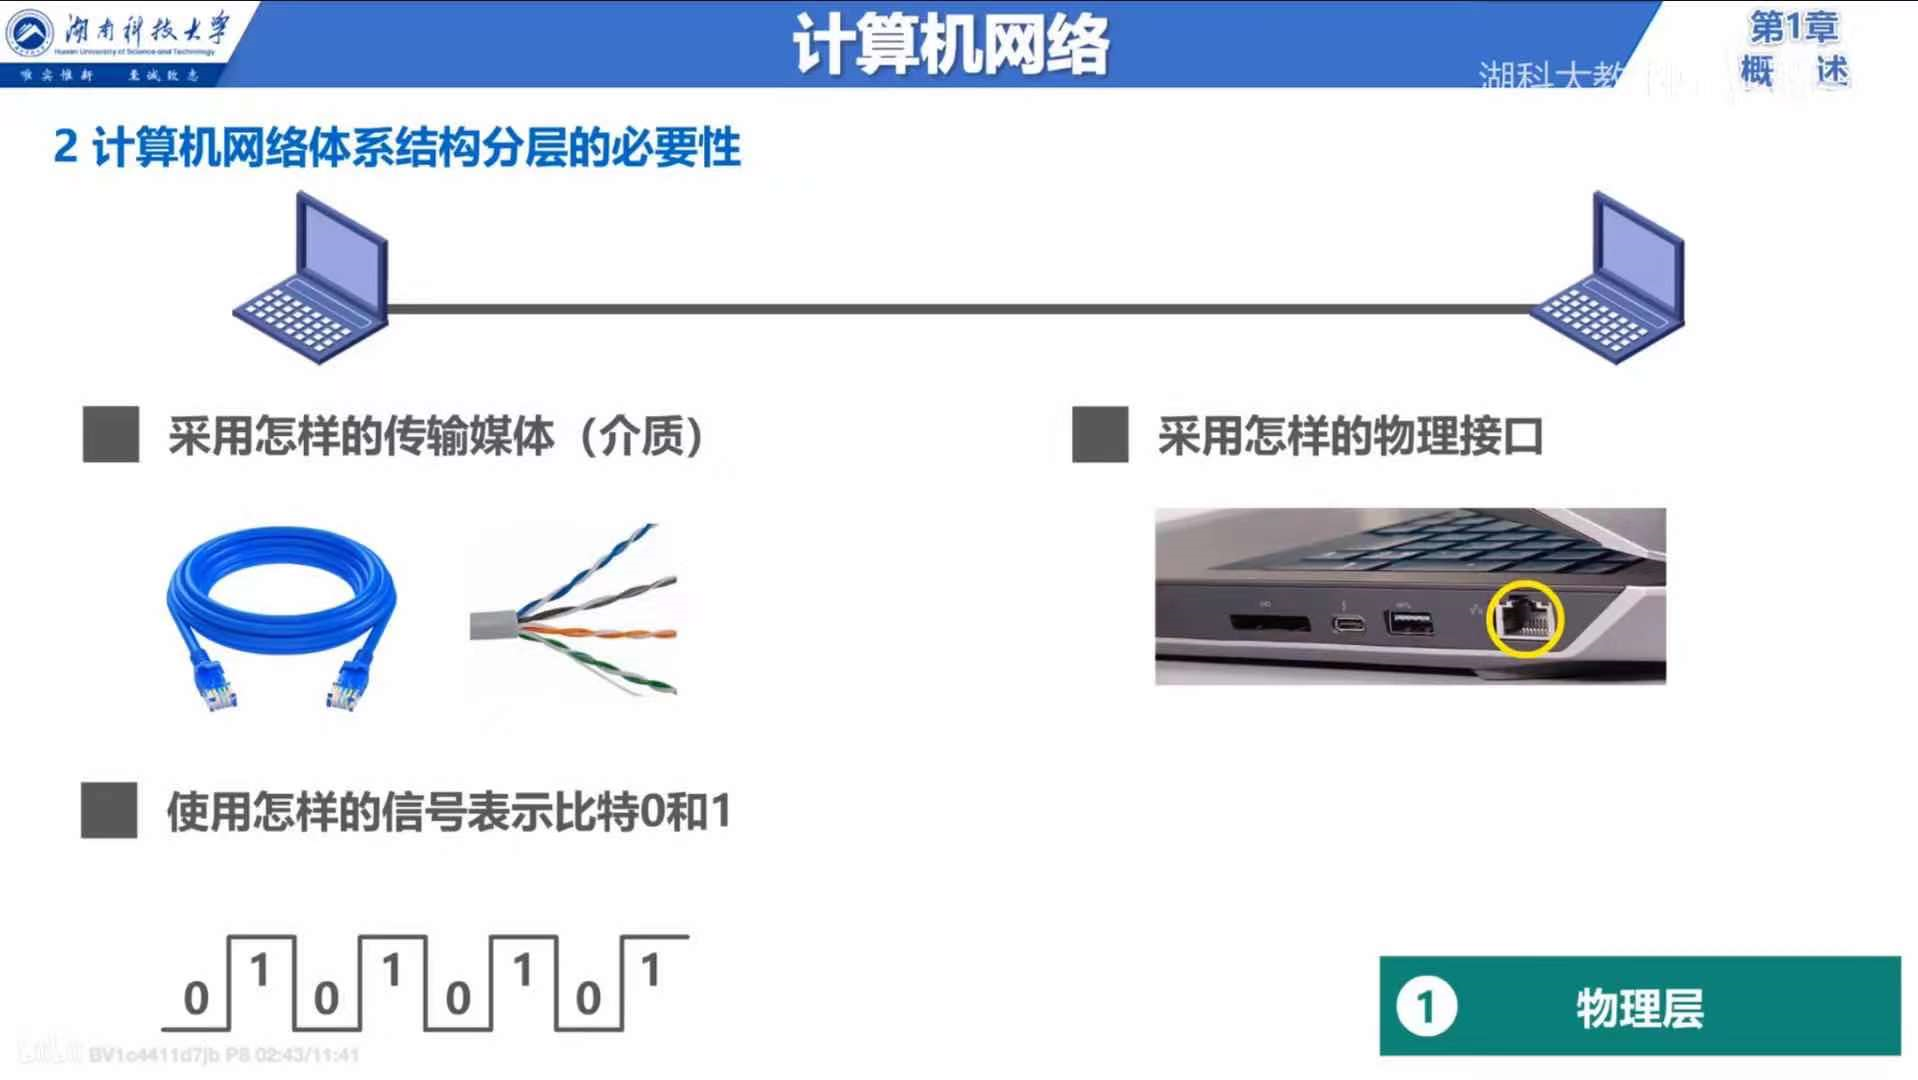 湖南科技大学
Hunan University of Science and Technology
唯实惟新 至诚致志
计算机网络
第1章
概 述
湖科大教
2 计算机网络体系结构分层的必要性
采用怎样的传输媒体（介质）
采用怎样的物理接口
使用怎样的信号表示比特0和1
0 1 0 1 0 1 0 1
1 物理层
BV1c4411d7jb P8 02:43/11:41